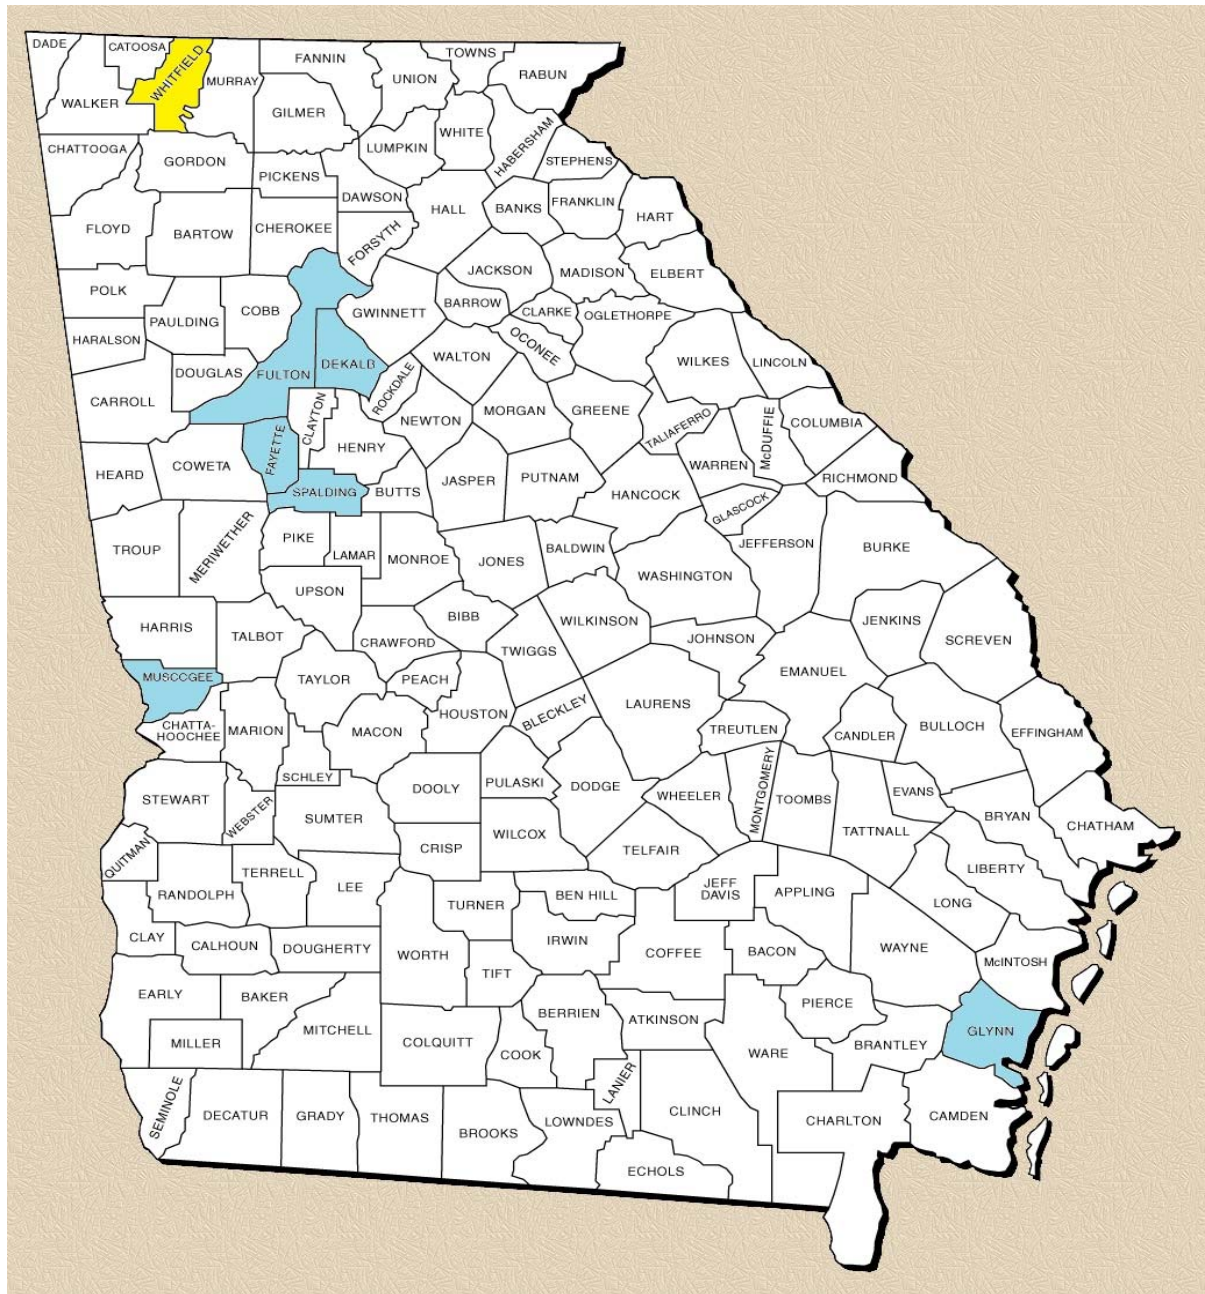 DADE
CATOOSA
WHITFIELD
MURRAY
FANNIN
UNION
TOWNS
RABUN
WALKER
GILMER
WHITE
HABERSHAM
LUMPKIN
STEPHENS
CHATTOOGA
GORDON
PICKENS
DAWSON
HALL
BANKS
FRANKLIN
HART
FLOYD
BARTOW
CHEROKEE
FORSYTH
JACKSON
MADISON
ELBERT
POLK
PAULDING
COBB
GWINNETT
BARROW
CLARKE
OGLETHORPE
OCONEE
HARALSON
DOUGLAS
FULTON
DEKALB
ROCKDALE
WALTON
WILKES
LINCOLN
CARROLL
CLAYTON
NEWTON
MORGAN
GREENE
TALIAFERRO
McDUFFIE
COLUMBIA
HEARD
COWETA
FAYETTE
HENRY
SPALDING
BUTTS
JASPER
PUTNAM
HANCOCK
WARREN
RICHMOND
GLASCOCK
TROUP
MERIWETHER
PIKE
LAMAR
MONROE
JONES
BALDWIN
WASHINGTON
JEFFERSON
BURKE
UPSON
HARRIS
TALBOT
CRAWFORD
BIBB
TWIGGS
WILKINSON
JOHNSON
JENKINS
SCREVEN
MUSCCGEE
TAYLOR
PEACH
EMANUEL
CHATTA-
HOOCHEE
MARION
MACON
HOUSTON
BLECKLEY
LAURENS
TREUTLEN
CANDLER
BULLOCH
EFFINGHAM
SCHLEY
DOOLY
PULASKI
DODGE
WHEELER
MONTGOMERY
TOOMBS
EVANS
STEWART
WEBSTER
SUMTER
CRISP
WILCOX
TELFAIR
TATTNALL
BRYAN
CHATHAM
QUITMAN
RANDOLPH
TERRELL
LEE
TURNER
BEN HILL
JEFF
DAVIS
APPLING
LONG
LIBERTY
CLAY
CALHOUN
DOUGHERTY
WORTH
TIFT
IRWIN
COFFEE
BACON
WAYNE
McINTOSH
EARLY
BAKER
MITCHELL
BERRIEN
ATKINSON
PIERCE
GLYNN
MILLER
COLQUITT
COOK
LANIER
WARE
BRANTLEY
SEMINOLE
DECATUR
GRADY
THOMAS
BROOKS
LOWNDES
CLINCH
CHARLTON
CAMDEN
ECHOLS